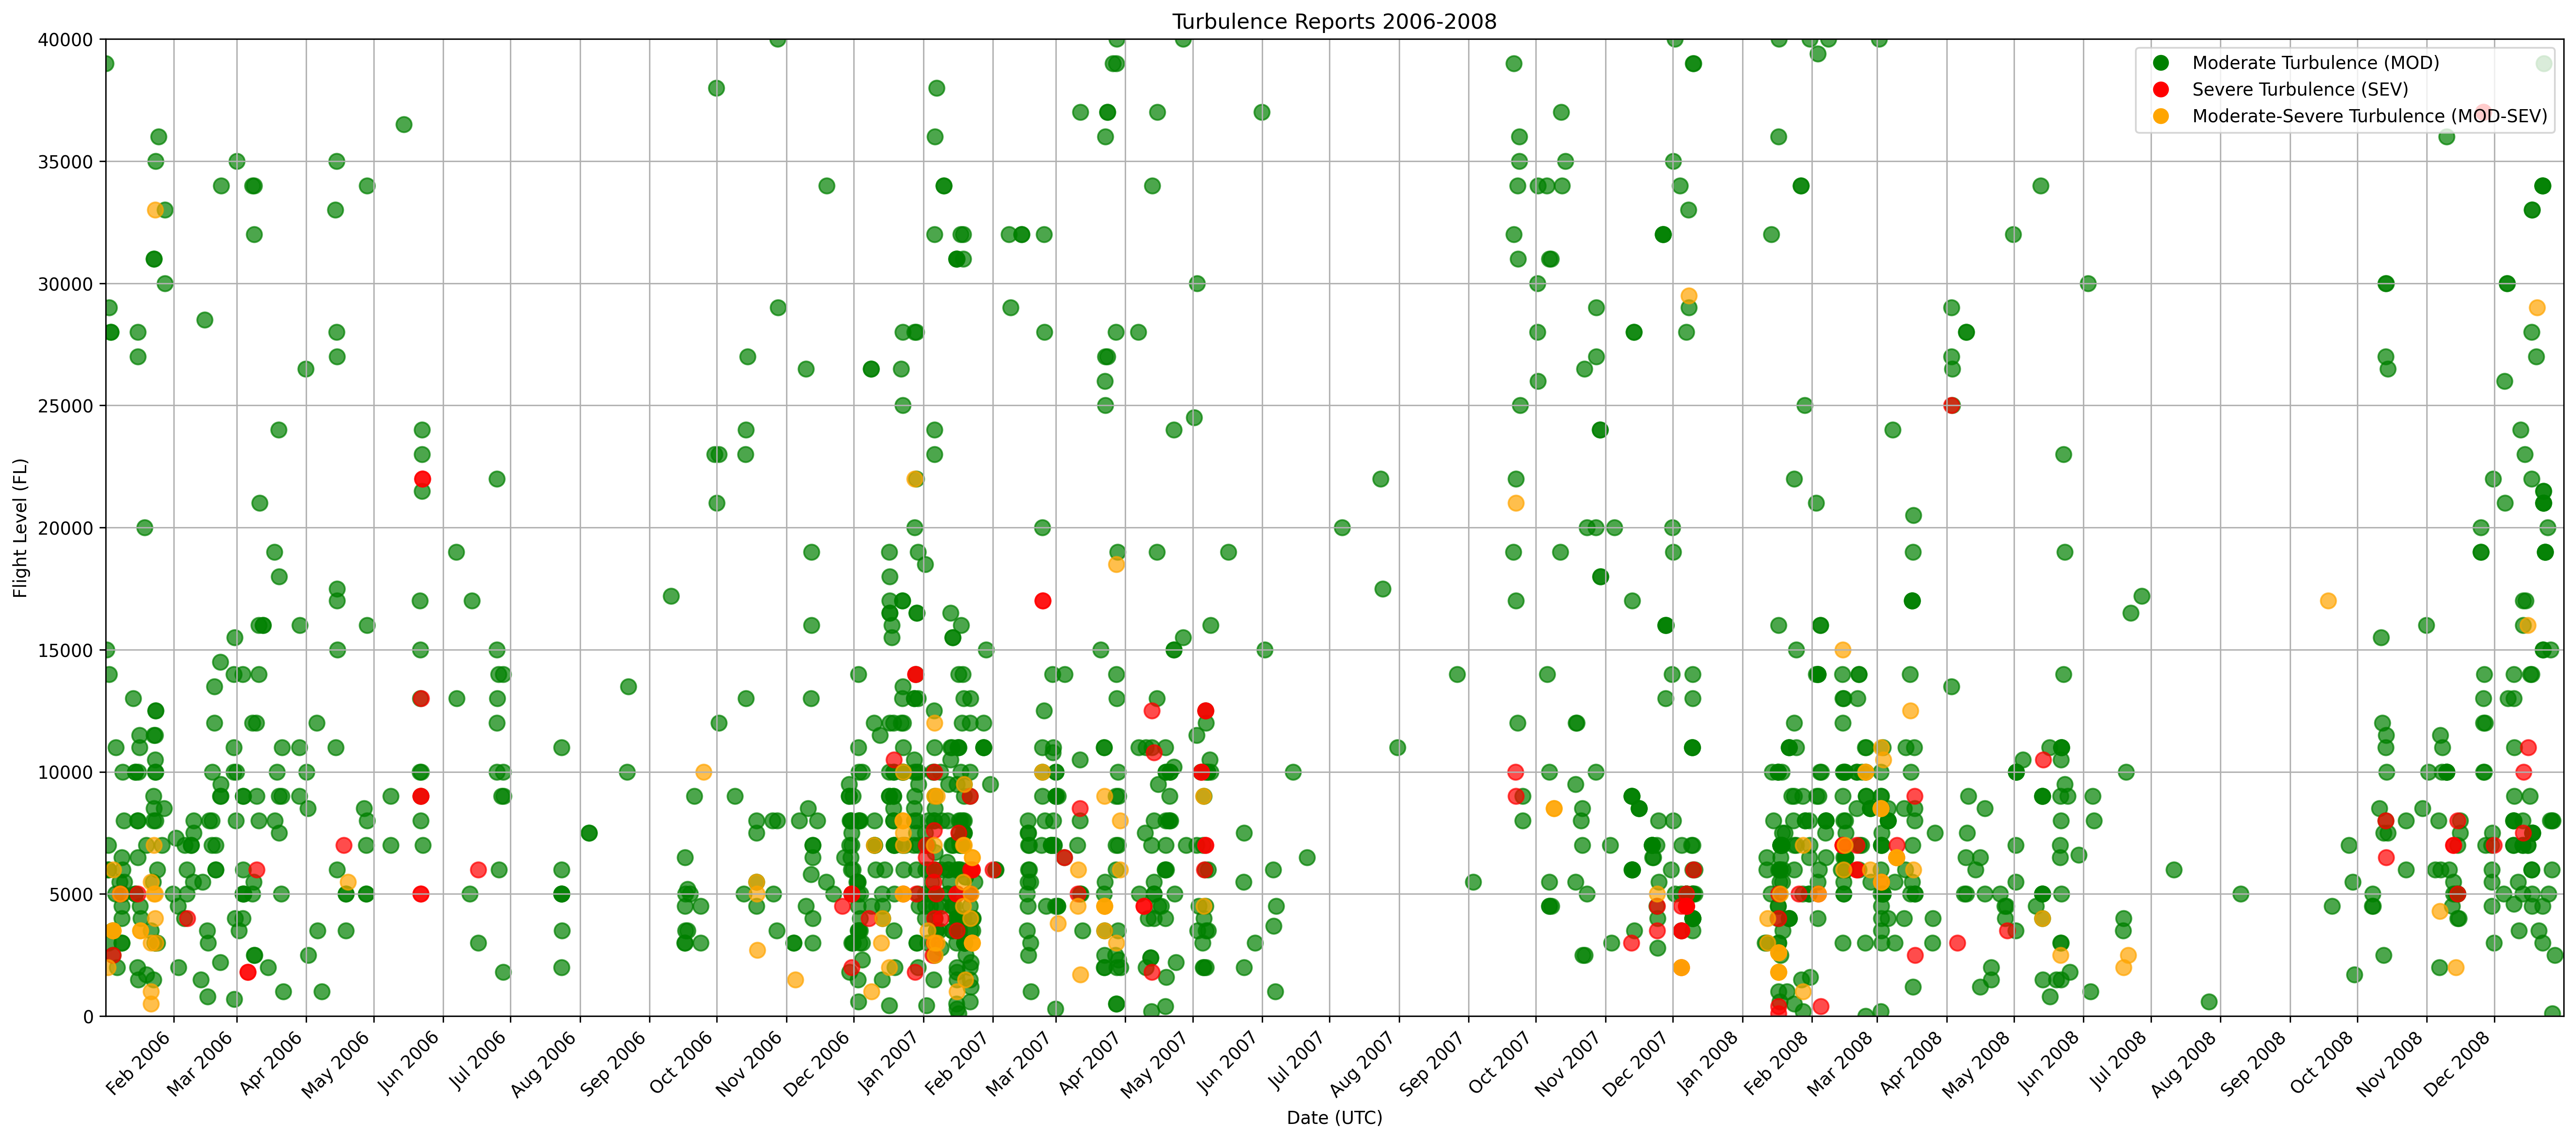 Turbulence Reports 2006-2008
Flight Level (FL)
40000
35000
30000
25000
20000
15000
10000
5000
0
Moderate Turbulence (MOD)
Severe Turbulence (SEV)
Moderate-Severe Turbulence (MOD-SEV)
Feb 2006
Mar 2006
Apr 2006
May 2006
Jun 2006
Jul 2006
Aug 2006
Sep 2006
Oct 2006
Nov 2006
Dec 2006
Jan 2007
Feb 2007
Mar 2007
Apr 2007
May 2007
Jun 2007
Jul 2007
Aug 2007
Sep 2007
Oct 2007
Nov 2007
Dec 2007
Jan 2008
Feb 2008
Mar 2008
Apr 2008
May 2008
Jun 2008
Jul 2008
Aug 2008
Sep 2008
Oct 2008
Nov 2008
Dec 2008
Date (UTC)